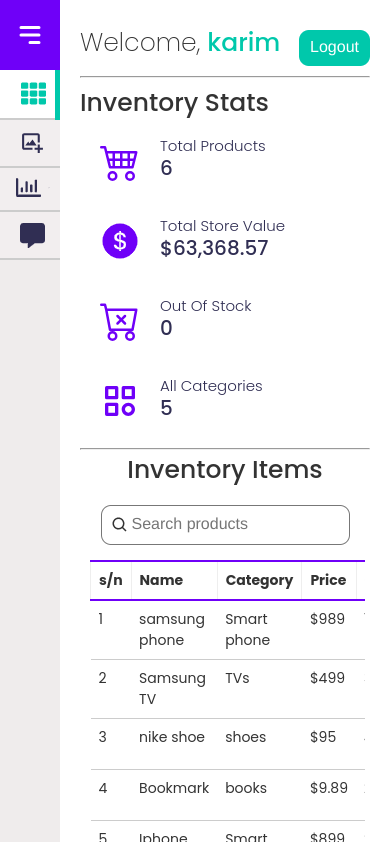 Welcome, karim
Logout
Inventory Stats
Total Products
6
$
Total Store Value
$63,368.57
Out Of Stock
0
All Categories
5
Inventory Items
Search products
s/n Name Category Price
1 samsung phone Smart phone $989
2 Samsung TV TVs $499
3 nike shoe shoes $95
4 Bookmark books $9.89
5 Iphone Smart $899